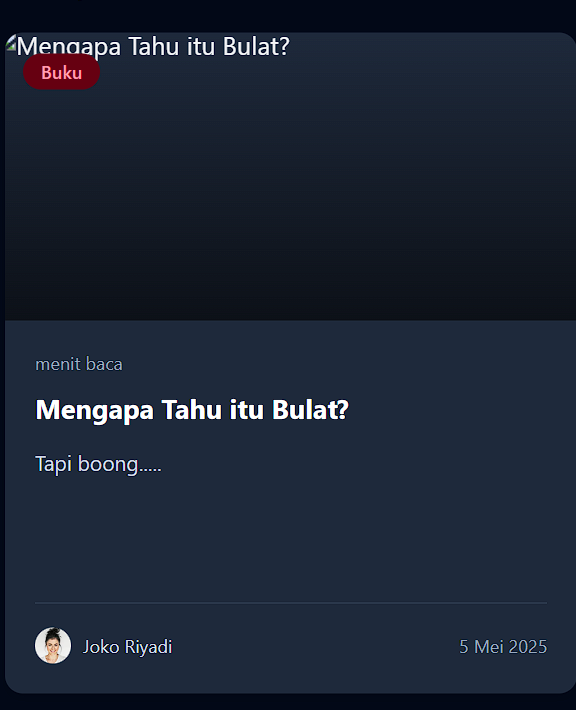 Mengapa Tahu itu Bulat?
Buku
menit baca
Mengapa Tahu itu Bulat?
Tapi boong.....
Joko Riyadi
5 Mei 2025